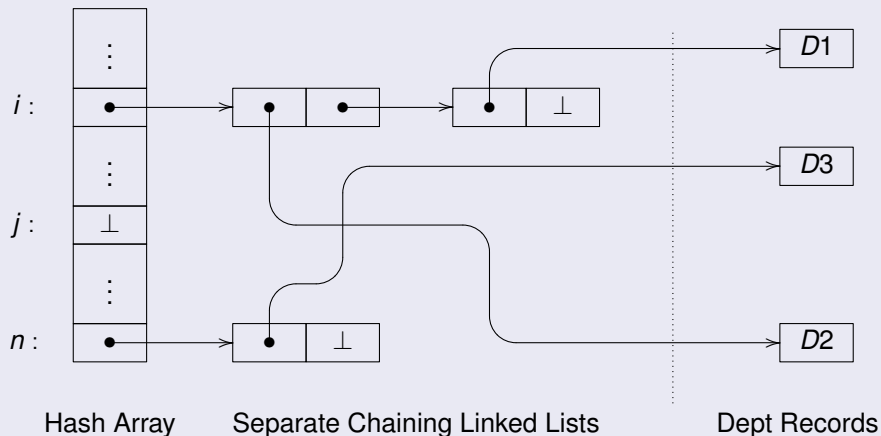 ⋮
D1
i :
⊥
⋮
D3
j :
⊥
⋮
n :
⊥
D2
Hash Array
Separate Chaining Linked Lists
Dept Records